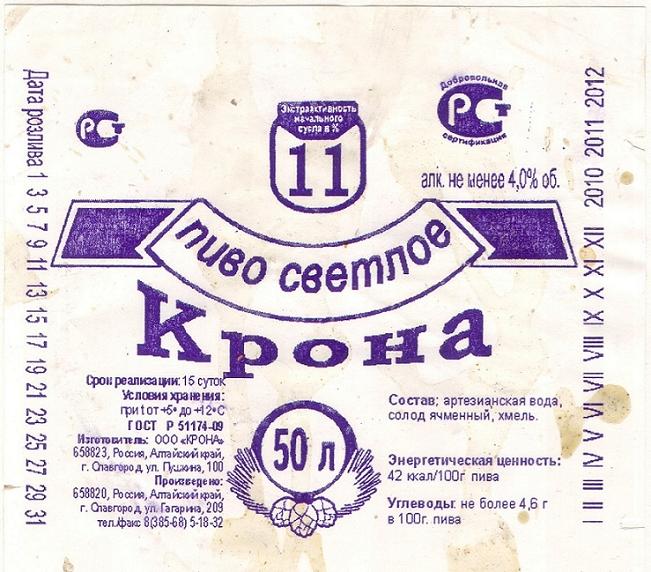 Дата розлива 1 3 5 7 9 11 13 15 17 19 21 23 25 27 29 31
РСТ
Экстрактивность
начального
сусла в %
11
Добровольная
РСТ
сертификация
алк. не менее 4,0% об.
пиво светлое
Крона
Срок реализации: 15 суток
Условия хранения:
при t от +5° до +12°С
ГОСТ Р 51174-09
Изготовитель: ООО «КРОНА»
658823, Россия, Алтайский край,
г. Славгород, ул. Пушкина, 100
Произведено:
658820, Россия, Алтайский край,
г. Славгород, ул. Гагарина, 209
тел./факс 8(385-68) 5-18-32
50 л
Состав; артезианская вода,
солод ячменный, хмель.
Энергетическая ценность:
42 ккал/100г пива
Углеводы: не более 4,6 г
в 100г. пива
I II III IV V VI VII VIII IX X XI XII 2010 2011 2012